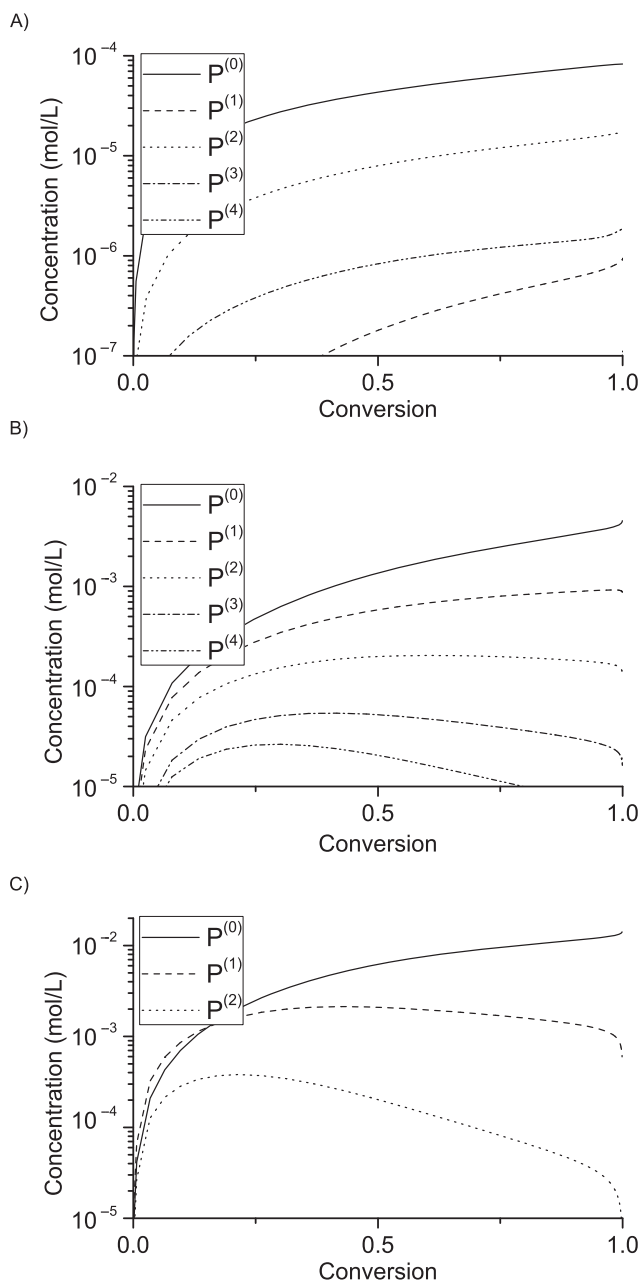 A)
Concentration (mol/L)
10⁻⁴
10⁻⁵
10⁻⁶
10⁻⁷
P⁽⁰⁾
P⁽¹⁾
P⁽²⁾
P⁽³⁾
P⁽⁴⁾
0.0 0.5 1.0
Conversion
B)
Concentration (mol/L)
10⁻²
10⁻³
10⁻⁴
10⁻⁵
P⁽⁰⁾
P⁽¹⁾
P⁽²⁾
P⁽³⁾
P⁽⁴⁾
0.0 0.5 1.0
Conversion
C)
Concentration (mol/L)
10⁻²
10⁻³
10⁻⁴
10⁻⁵
P⁽⁰⁾
P⁽¹⁾
P⁽²⁾
0.0 0.5 1.0
Conversion